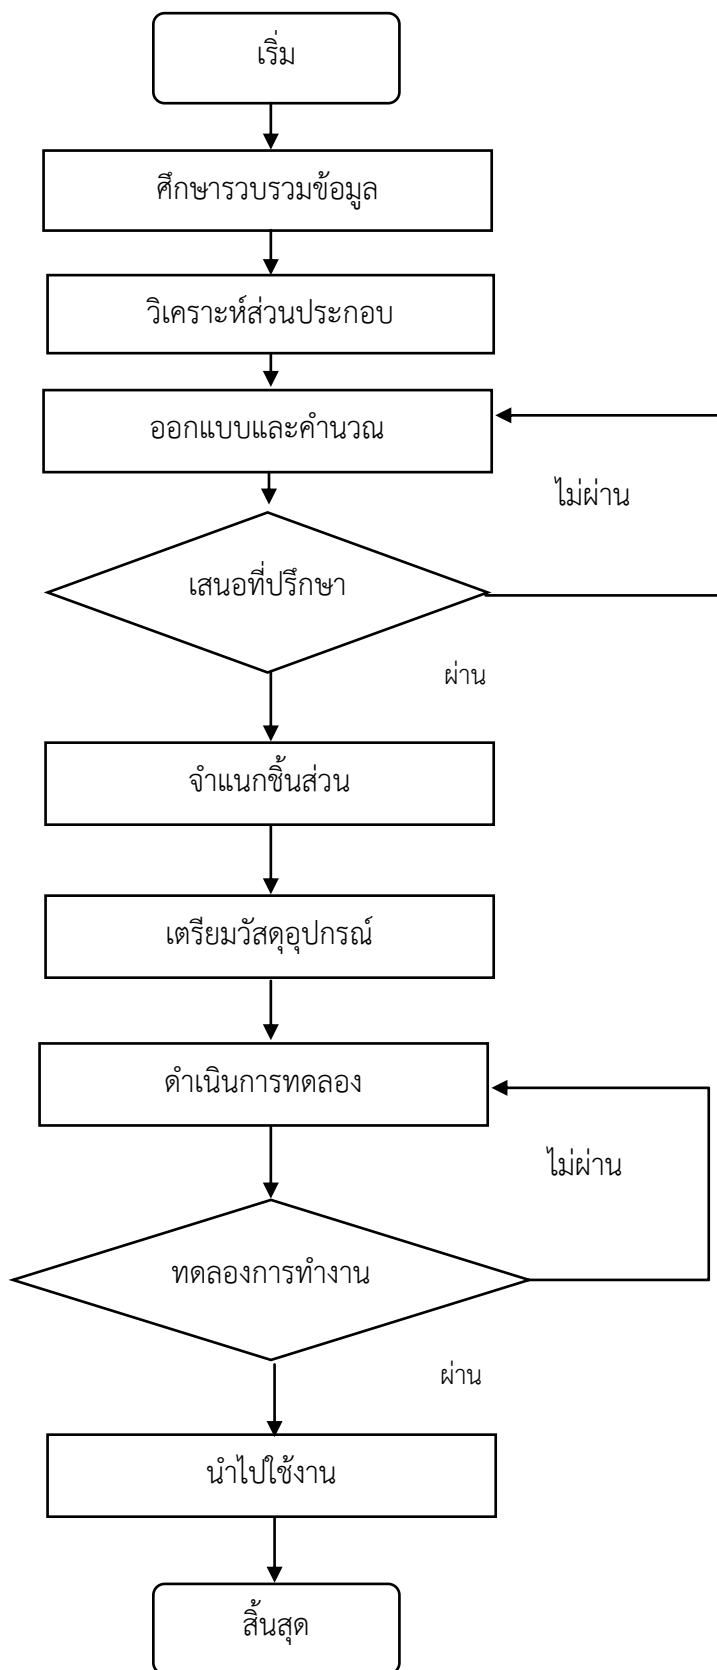 เริ่ม
ศึกษารวบรวมข้อมูล
วิเคราะห์ส่วนประกอบ
ออกแบบและคำนวณ
ไม่ผ่าน
เสนอที่ปรึกษา
ผ่าน
จำแนกชิ้นส่วน
เตรียมวัสดุอุปกรณ์
ดำเนินการทดลอง
ไม่ผ่าน
ทดลองการทำงาน
ผ่าน
นำไปใช้งาน
สิ้นสุด